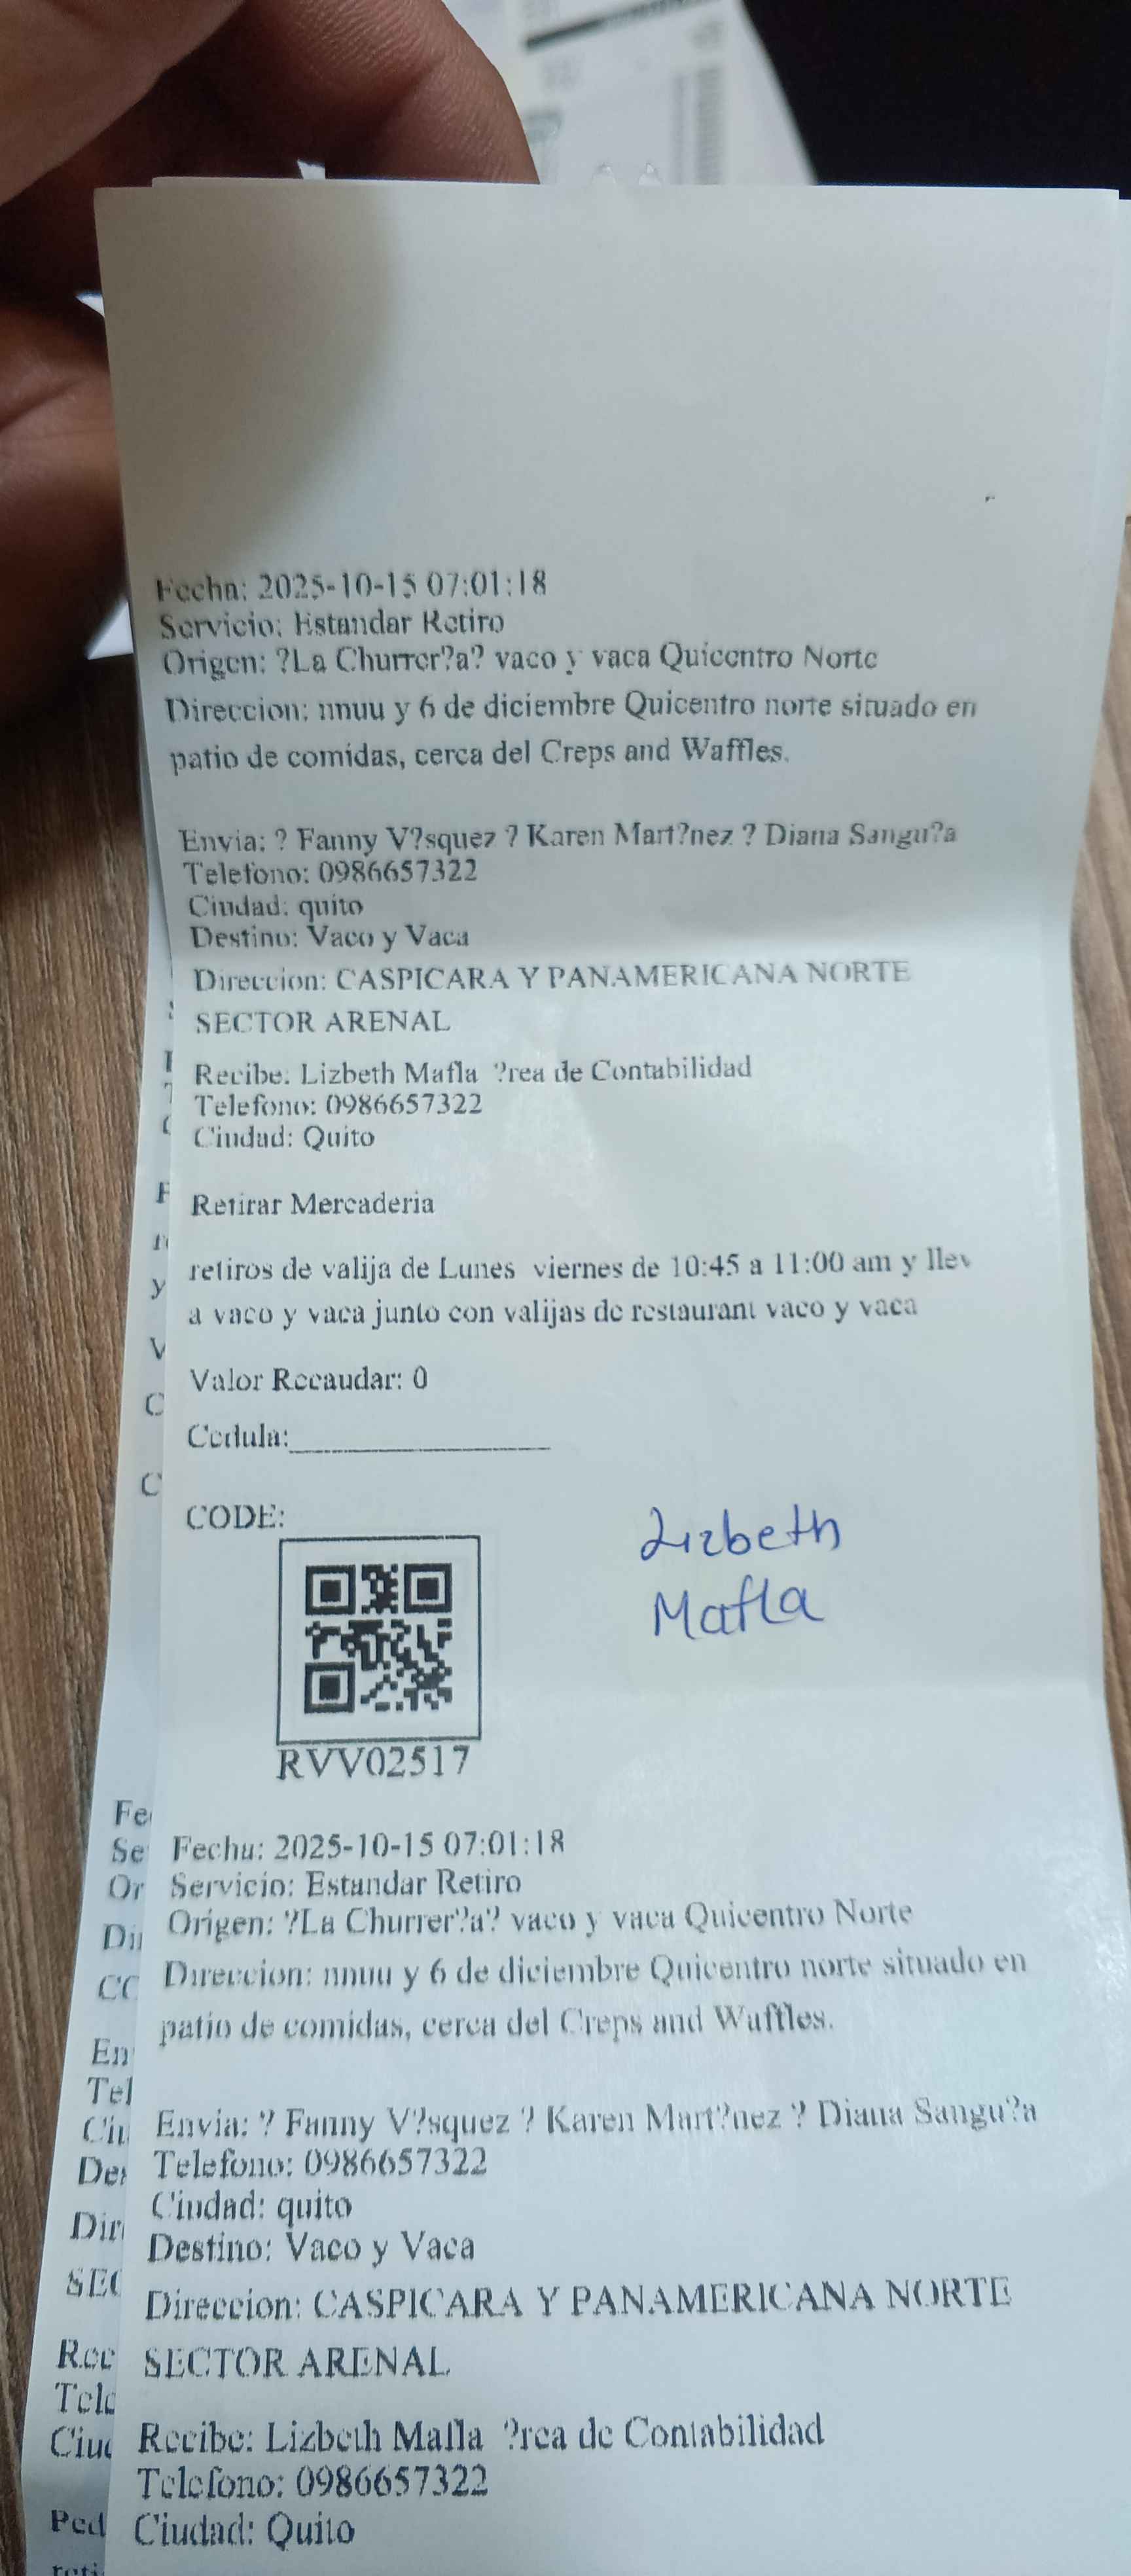 Fecha: 2025-10-15 07:01:18
Servicio: Estandar Retiro
Origen: ?La Churrer?a? vaco y vaca Quicentro Norte
Direccion: nnuu y 6 de diciembre Quicentro norte situado en
patio de comidas, cerca del Creps and Waffles.
Envia: ? Fanny V?squez ? Karen Mart?nez ? Diana Sangu?a
Telefono: 0986657322
Ciudad: quito
Destino: Vaco y Vaca
Direccion: CASPICARA Y PANAMERICANA NORTE
SECTOR ARENAL
Recibe: Lizbeth Mafla ?rea de Contabilidad
Telefono: 0986657322
Ciudad: Quito
Retirar Mercaderia
retiros de valija de Lunes viernes de 10:45 a 11:00 am y llev
a vaco y vaca junto con valijas de restaurant vaco y vaca
Valor Recaudar: 0
Cedula:
CODE:
Lizbeth
Mafla
RVV02517
Fecha: 2025-10-15 07:01:18
Servicio: Estandar Retiro
Origen: ?La Churrer?a? vaco y vaca Quicentro Norte
Direccion: nnuu y 6 de diciembre Quicentro norte situado en
patio de comidas, cerca del Creps and Waffles.
Envia: ? Fanny V?squez ? Karen Mart?nez ? Diana Sangu?a
Telefono: 0986657322
Ciudad: quito
Destino: Vaco y Vaca
Direccion: CASPICARA Y PANAMERICANA NORTE
SECTOR ARENAL
Recibe: Lizbeth Mafla ?rea de Contabilidad
Telefono: 0986657322
Ciudad: Quito